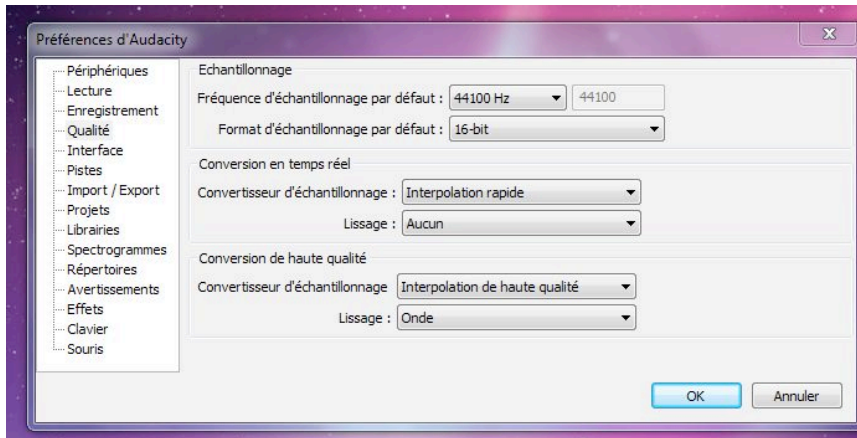 Préférences d'Audacity
Périphériques
Lecture
Enregistrement
Qualité
Interface
Pistes
Import / Export
Projets
Librairies
Spectrogrammes
Répertoires
Avertissements
Effets
Clavier
Souris
Echantillonnage
Fréquence d'échantillonnage par défaut : 44100 Hz 44100
Format d'échantillonnage par défaut : 16-bit
Conversion en temps réel
Convertisseur d'échantillonnage : Interpolation rapide
Lissage : Aucun
Conversion de haute qualité
Convertisseur d'échantillonnage Interpolation de haute qualité
Lissage : Onde
OK Annuler